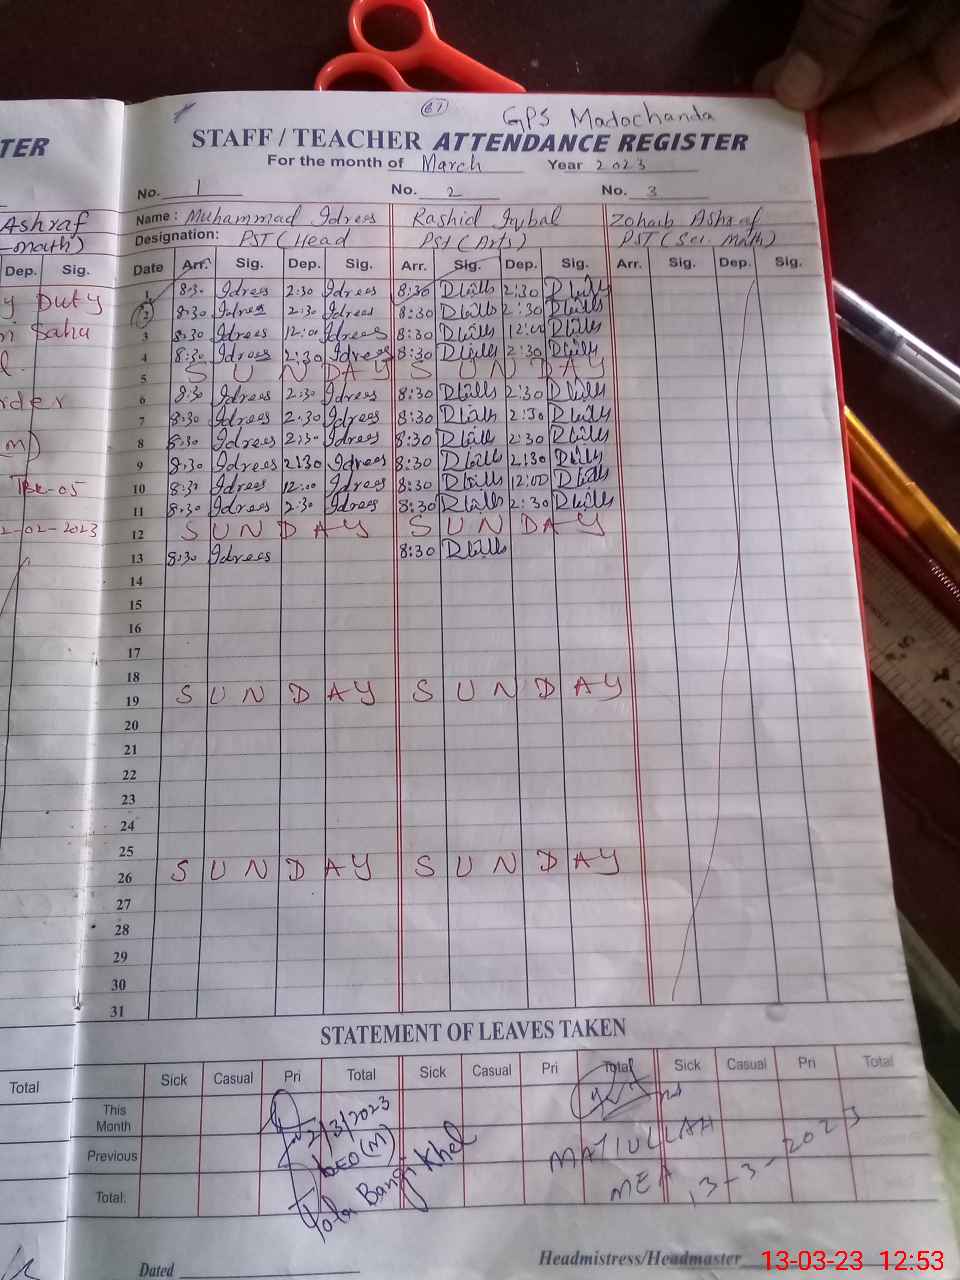 TER
Ashraf
math)
Dep. Sig.
y Duty
ni Saha
l.
rder
(M)
2-02-2023
Total
67
GPS Madochanda
STAFF / TEACHER ATTENDANCE REGISTER
For the month of March Year 2023
No. 1 No. 2 No. 3
Name: Muhammad Idrees Rashid Iqbal Zohaib Ashraf
Designation: PST (Head PST (Arts) PST (Sci. Math)
Date Arr. Sig. Dep. Sig. Arr. Sig. Dep. Sig. Arr. Sig. Dep. Sig.
1 8:30 Idrees 2:30 Idrees 8:30 2:30
2 8:30 Idrees 2:30 Idrees 8:30 2:30
3 8:30 Idrees 12:00 Idrees 8:30 12:00
4 8:30 Idrees 2:30 Idrees 8:30 2:30
5 SUNDAY SUNDAY
6 8:30 Idrees 2:30 Idrees 8:30 2:30
7 8:30 Idrees 2:30 Idrees 8:30 2:30
8 8:30 Idrees 2:30 Idrees 8:30 2:30
9 8:30 Idrees 2:30 Idrees 8:30 2:30
10 8:30 Idrees 12:00 Idrees 8:30 12:00
11 8:30 Idrees 2:30 Idrees 8:30 2:30
12 SUNDAY SUNDAY
13 8:30 Idrees 8:30
14
15
16
17
18
19 SUNDAY SUNDAY
20
21
22
23
24
25
26 SUNDAY SUNDAY
27
28
29
30
31
STATEMENT OF LEAVES TAKEN
Sick Casual Pri Total Sick Casual Pri Total Sick Casual Pri Total
This Month
Previous
Total:
2/3/2023
(M)
Tola Bangi Khel
MATIULLAH
MEA 13-3-2023
Dated
Headmistress/Headmaster
13-03-23 12:53